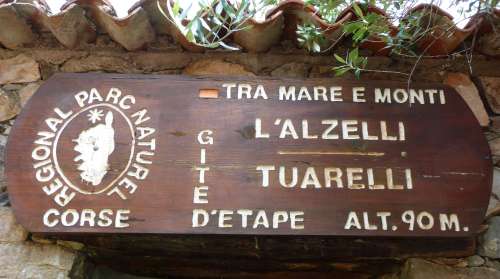 PARC NATUREL
REGIONAL
CORSE
TRA MARE E MONTI
L'ALZELLI
TUARELLI
GITE
D'ETAPE
ALT. 90 M.